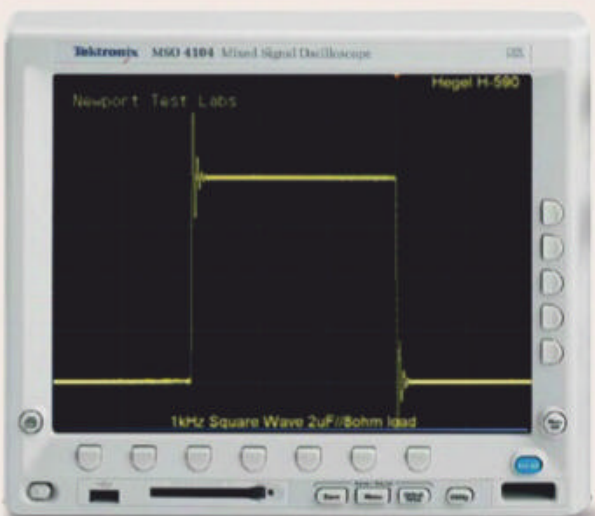 Tektronix MSO 4104 Mixed Signal Oscilloscope
Hegel H-590
Newport Test Labs
1kHz Square Wave 2uF//8ohm load